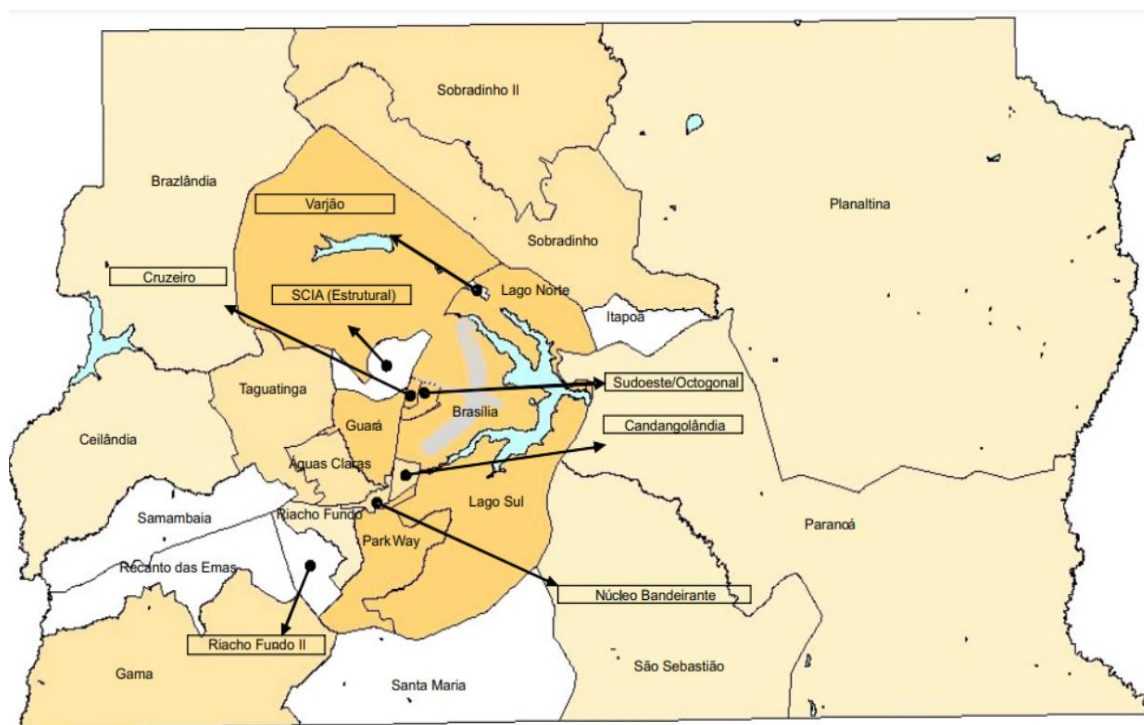 Sobradinho II
Brazlândia
Varjão
Planaltina
Sobradinho
Cruzeiro
SCIA (Estrutural)
Lago Norte
Itapoã
Taguatinga
Sudoeste/Octogonal
Brasília
Guará
Candangolândia
Ceilândia
Águas Claras
Lago Sul
Samambaia
Riacho Fundo
Paranoá
Park Way
Recanto das Emas
Núcleo Bandeirante
Riacho Fundo II
São Sebastião
Gama
Santa Maria